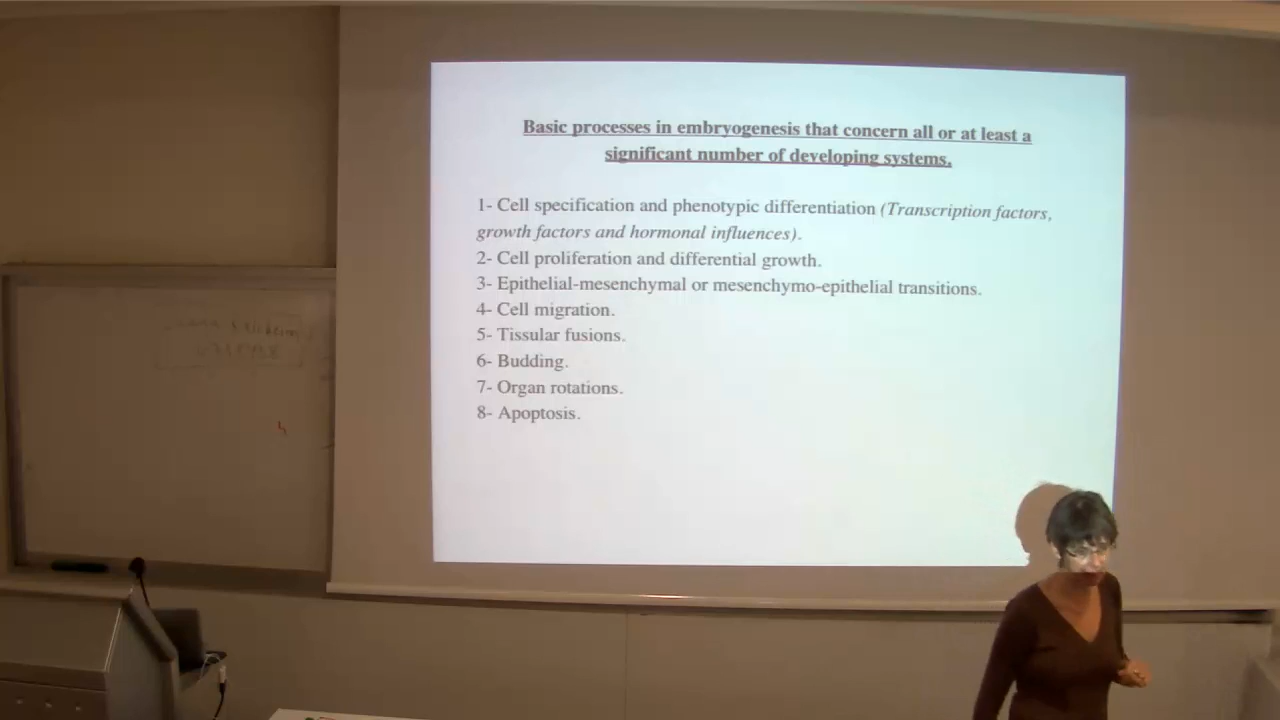 Basic processes in embryogenesis that concern all or at least a
significant number of developing systems.
1- Cell specification and phenotypic differentiation (Transcription factors,
growth factors and hormonal influences).
2- Cell proliferation and differential growth.
3- Epithelial-mesenchymal or mesenchymo-epithelial transitions.
4- Cell migration.
5- Tissular fusions.
6- Budding.
7- Organ rotations.
8- Apoptosis.